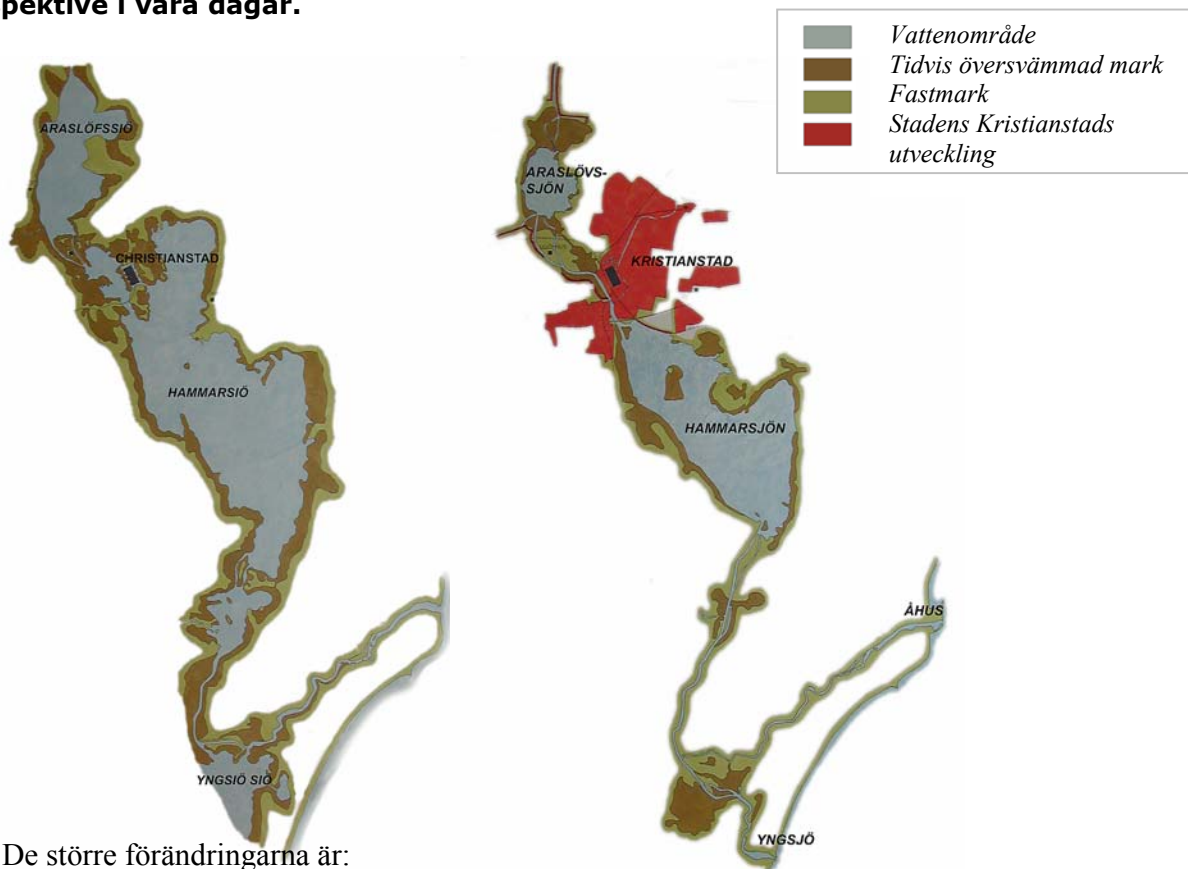 pektive i våra dagar.
Vattenområde
Tidvis översvämmad mark
Fastmark
Stadens Kristianstads
utveckling
ARASLÖFSSIÖ
CHRISTIANSTAD
HAMMARSIÖ
YNGSIÖ SIÖ
ARASLÖVS-
SJÖN
KRISTIANSTAD
HAMMARSJÖN
ÅHUS
YNGSJÖ
De större förändringarna är: